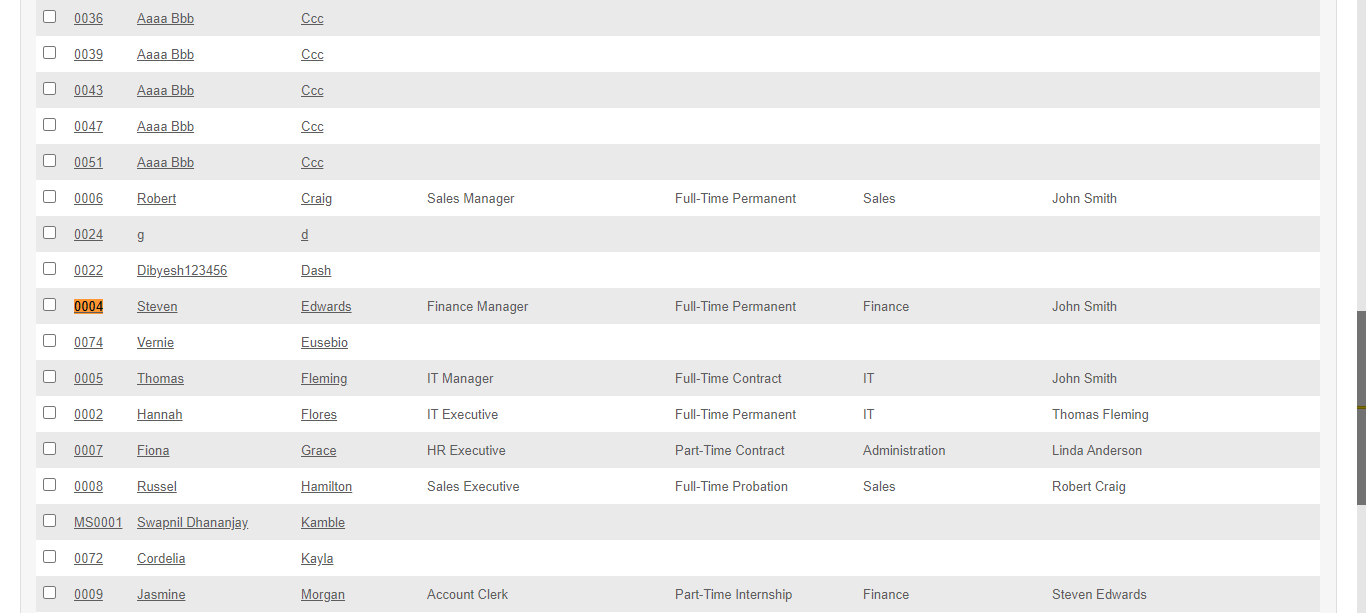 0036 Aaaa Bbb Ccc
0039 Aaaa Bbb Ccc
0043 Aaaa Bbb Ccc
0047 Aaaa Bbb Ccc
0051 Aaaa Bbb Ccc
0006 Robert Craig Sales Manager Full-Time Permanent Sales John Smith
0024 g d
0022 Dibyesh123456 Dash
0004 Steven Edwards Finance Manager Full-Time Permanent Finance John Smith
0074 Vernie Eusebio
0005 Thomas Fleming IT Manager Full-Time Contract IT John Smith
0002 Hannah Flores IT Executive Full-Time Permanent IT Thomas Fleming
0007 Fiona Grace HR Executive Part-Time Contract Administration Linda Anderson
0008 Russel Hamilton Sales Executive Full-Time Probation Sales Robert Craig
MS0001 Swapnil Dhananjay Kamble
0072 Cordelia Kayla
0009 Jasmine Morgan Account Clerk Part-Time Internship Finance Steven Edwards